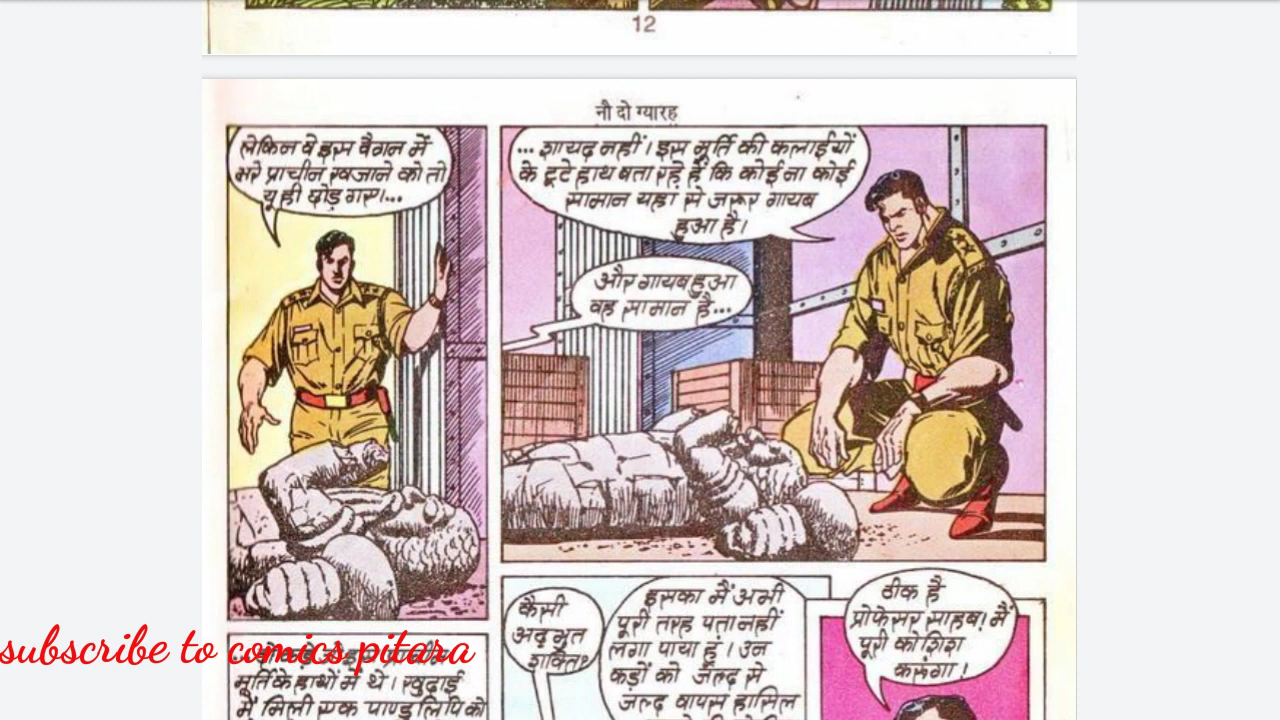 12
नौ दो ग्यारह
लेकिन वे इस वैगन में
भरे प्राचीन खजाने को तो
यूं ही छोड़ गए।...
... शायद नहीं। इस मूर्ति की कलाईयों
के टूटे हाथ बता रहे हैं कि कोई ना कोई
सामान यहां से जरूर गायब
हुआ है।
और गायब हुआ
वह सामान है...
मूर्ति के हाथों में थे। खुदाई
में मिली एक पाण्डुलिपि को
कैसी
अद्भुत
शक्ति?
इसका मैं अभी
पूरी तरह पता नहीं
लगा पाया हूं। उन
कड़ों को जल्द से
जल्द वापस हासिल
ठीक है
प्रोफेसर साहब! मैं
पूरी कोशिश
करूंगा!
subscribe to comics pitara